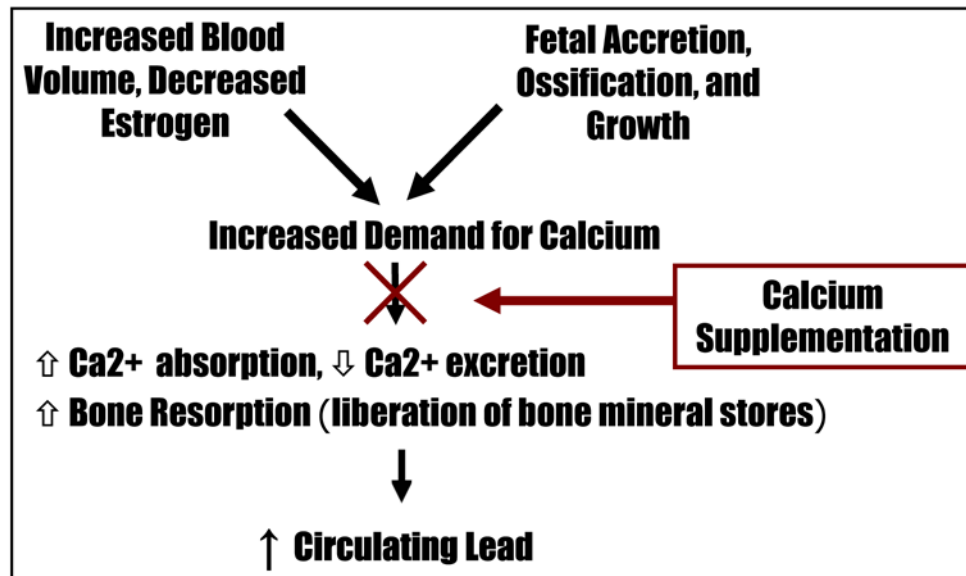 Increased Blood
Volume, Decreased
Estrogen
Fetal Accretion,
Ossification, and
Growth
Increased Demand for Calcium
Calcium
Supplementation
⇧ Ca2+ absorption, ⇩ Ca2+ excretion
⇧ Bone Resorption (liberation of bone mineral stores)
↑ Circulating Lead